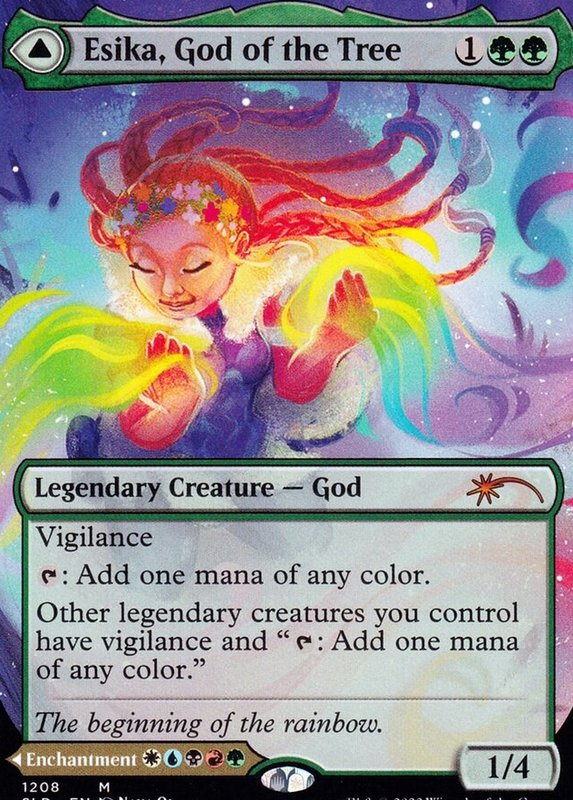 Esika, God of the Tree 1
Legendary Creature — God
Vigilance
: Add one mana of any color.
Other legendary creatures you control
have vigilance and “ : Add one mana
of any color.”
The beginning of the rainbow.
Enchantment
1/4
1208 M